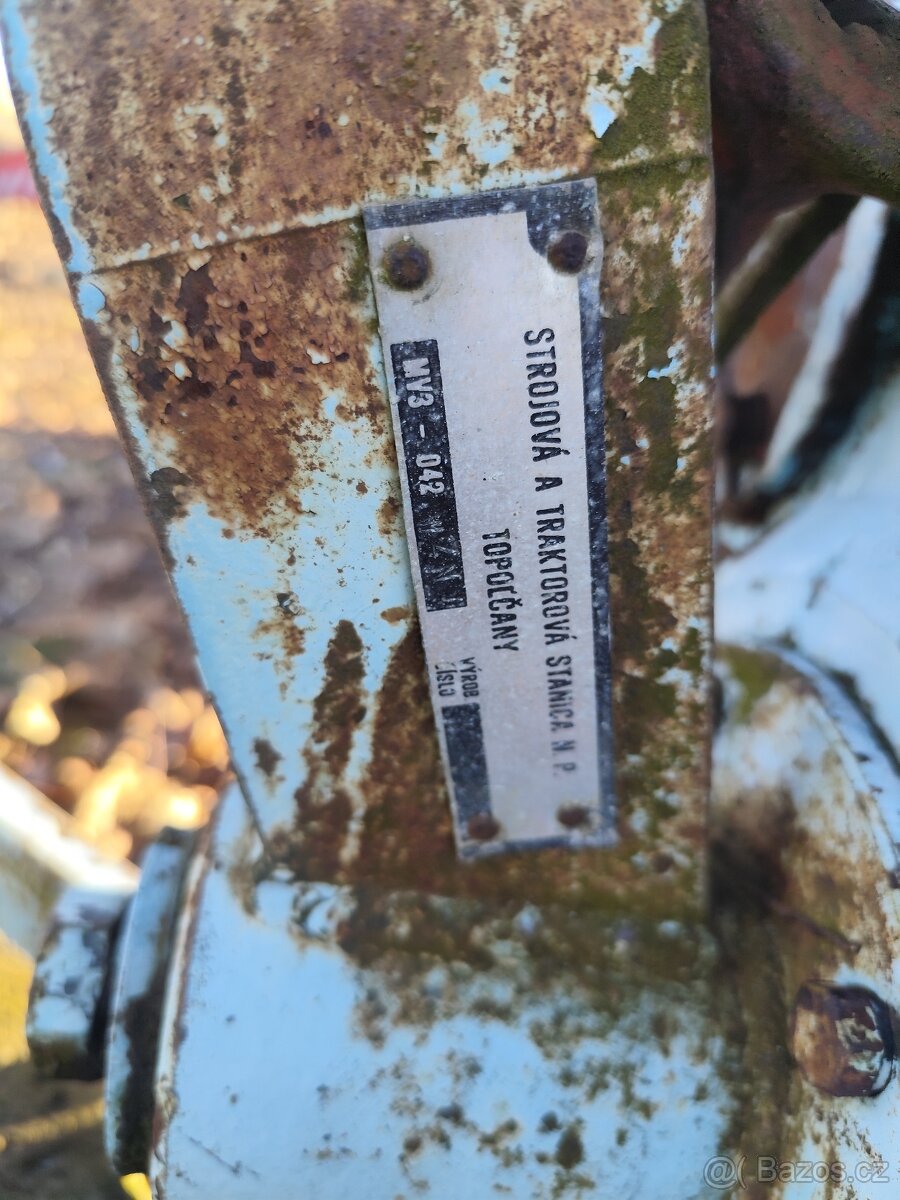 STROJOVÁ A TRAKTOROVÁ STANICA N. P.
TOPOĽČANY
MV3 - 042
VÝROB
ČÍSLO
@( Bazos.cz